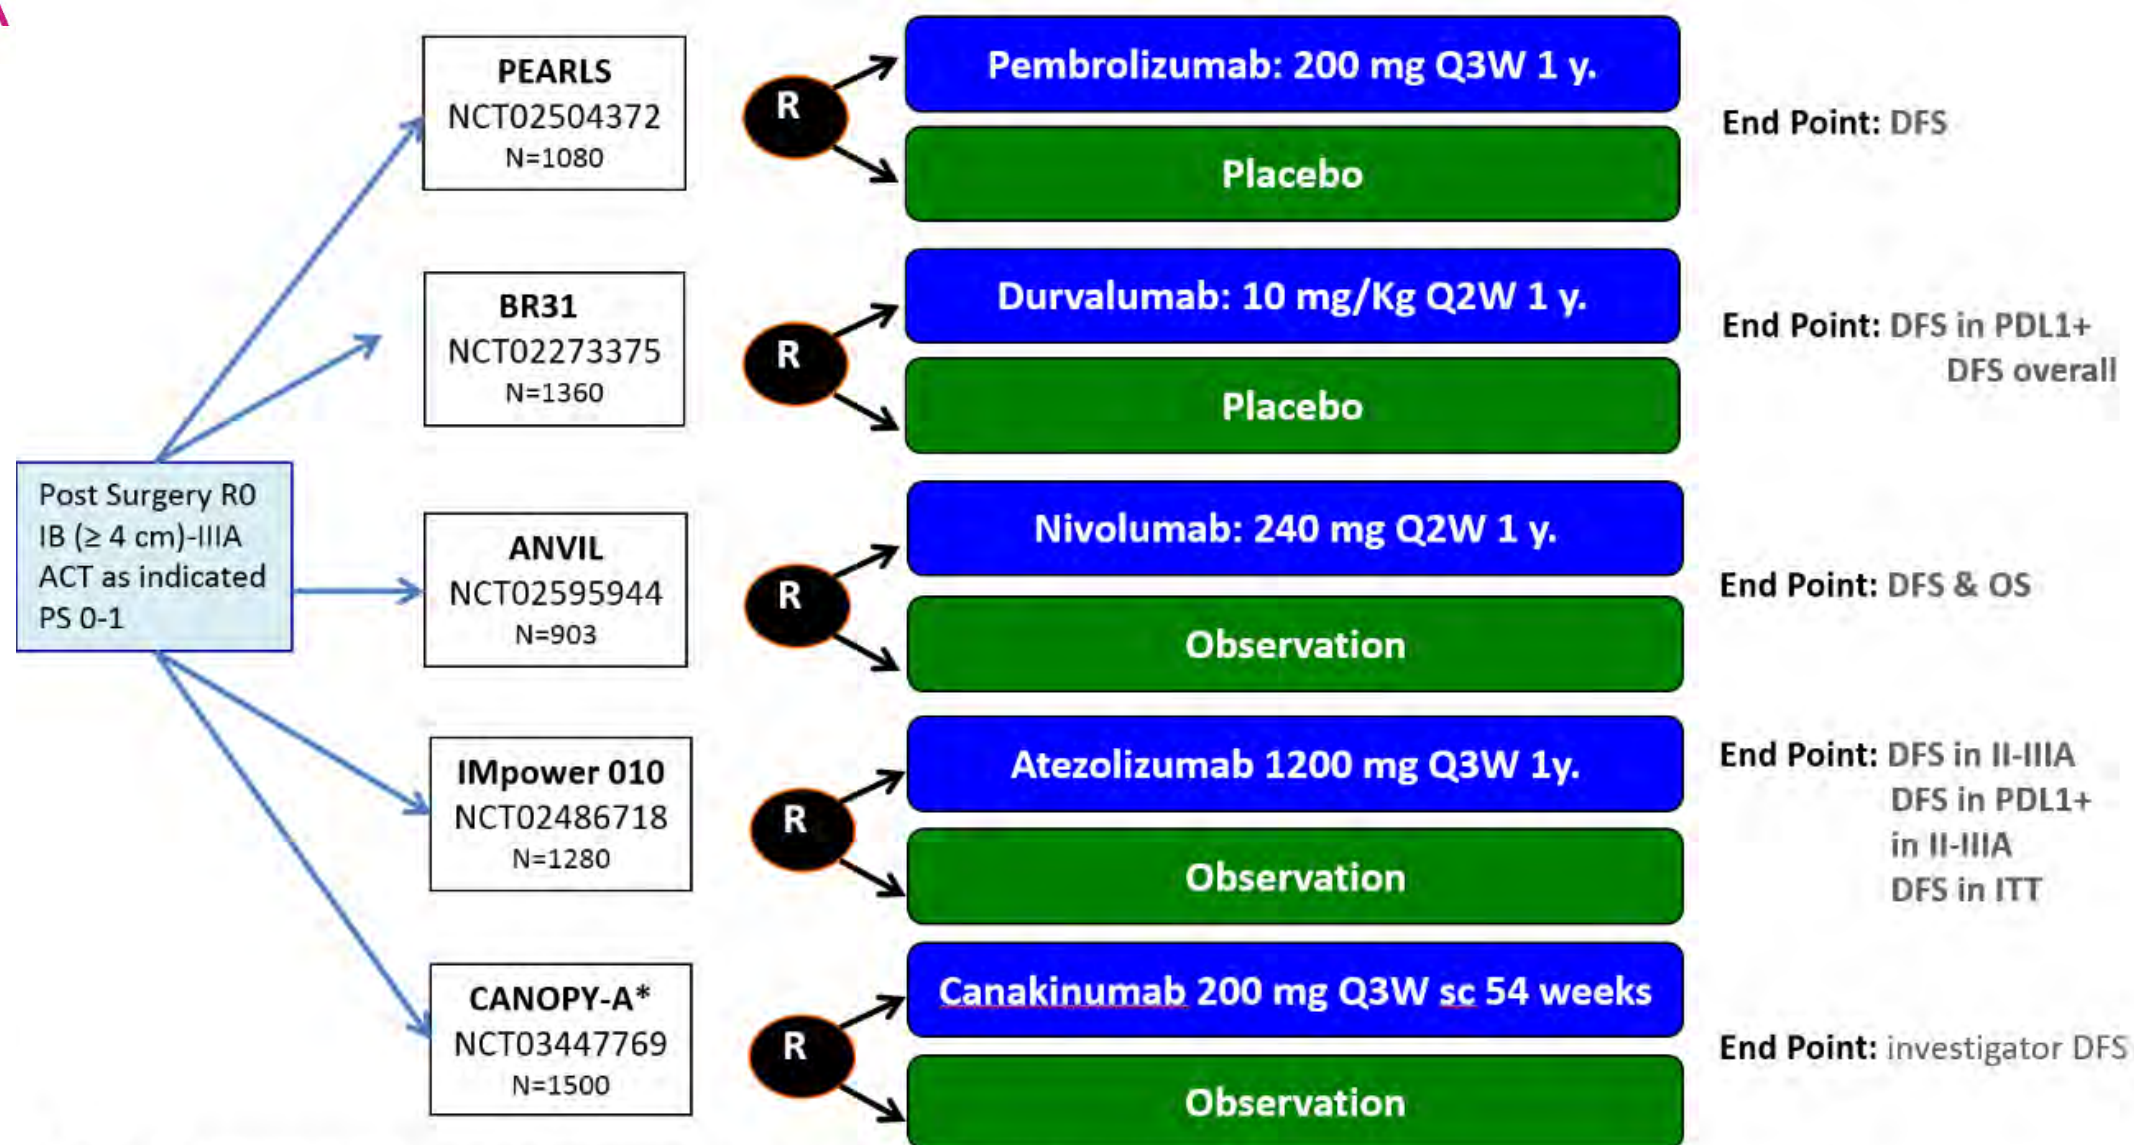 A
PEARLS
NCT02504372
N=1080
R
Pembrolizumab: 200 mg Q3W 1 y.
Placebo
End Point: DFS
BR31
NCT02273375
N=1360
R
Durvalumab: 10 mg/Kg Q2W 1 y.
Placebo
End Point: DFS in PDL1+
DFS overall
Post Surgery R0
IB (≥ 4 cm)-IIIA
ACT as indicated
PS 0-1
ANVIL
NCT02595944
N=903
R
Nivolumab: 240 mg Q2W 1 y.
Observation
End Point: DFS & OS
IMpower 010
NCT02486718
N=1280
R
Atezolizumab 1200 mg Q3W 1y.
Observation
End Point: DFS in II-IIIA
DFS in PDL1+
in II-IIIA
DFS in ITT
CANOPY-A*
NCT03447769
N=1500
R
Canakinumab 200 mg Q3W sc 54 weeks
Observation
End Point: investigator DFS